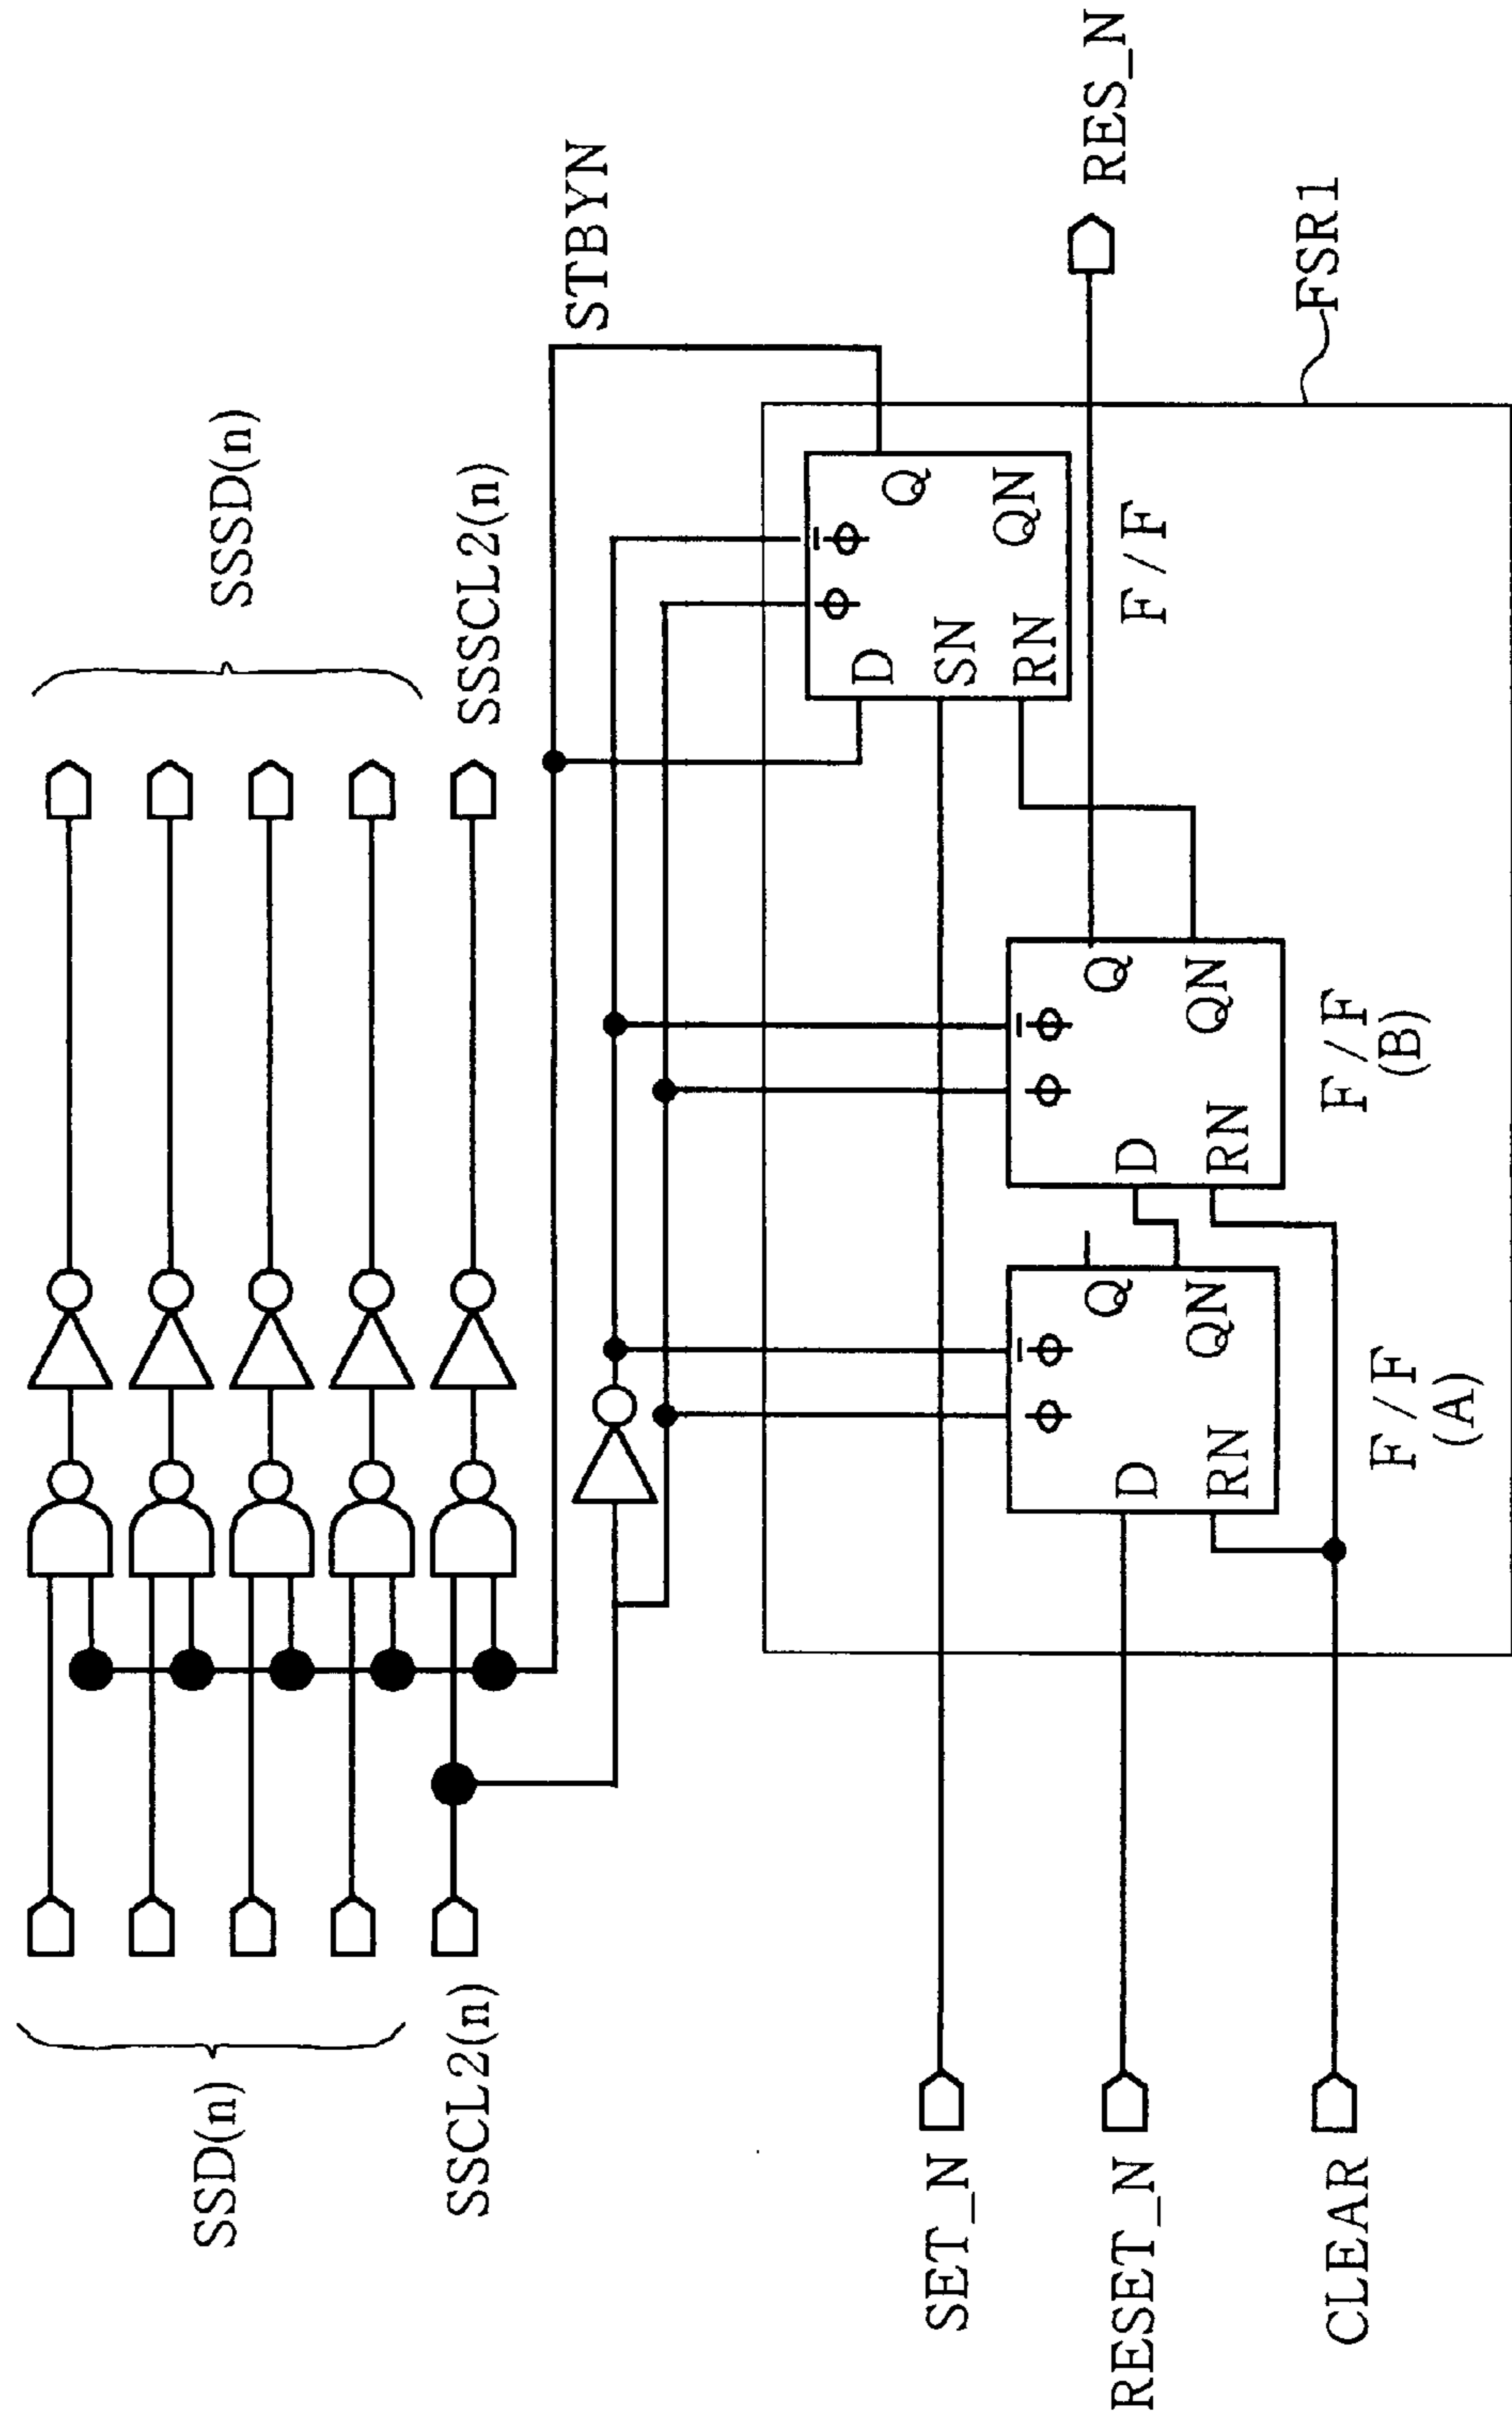 SSD(n)
SSSD(n)
SSCL2(n)
SSSCL2(n)
STBYN
D
ϕ
ϕ̅
Q
SN
RN
QN
F/F
SET_N
RESET_N
CLEAR
D
ϕ
ϕ̅
Q
RN
QN
F/F
(A)
D
ϕ
ϕ̅
Q
RN
QN
F/F
(B)
RES_N
FSR1